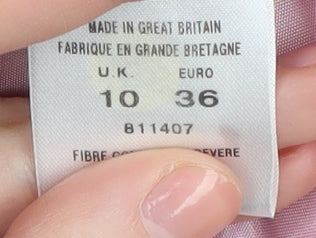 MADE IN GREAT BRITAIN
FABRIQUE EN GRANDE BRETAGNE
U.K. EURO
10 36
811407
FIBRE